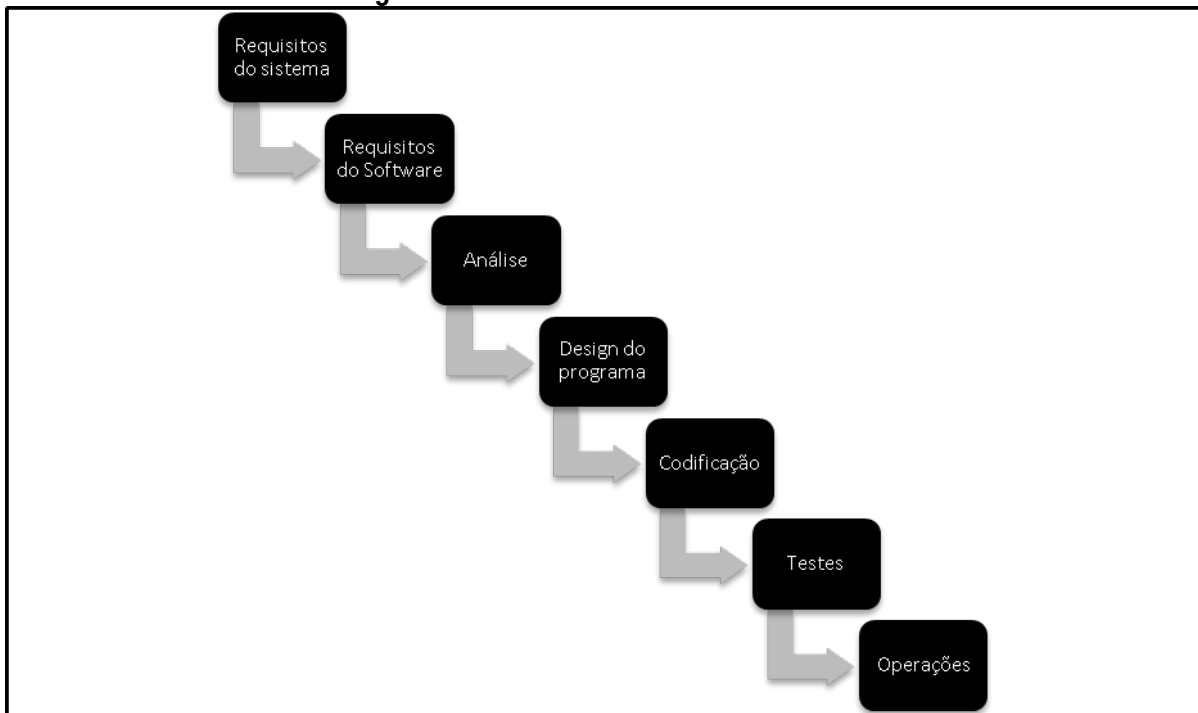 Requisitos
do sistema
Requisitos
do Software
Análise
Design do
programa
Codificação
Testes
Operações